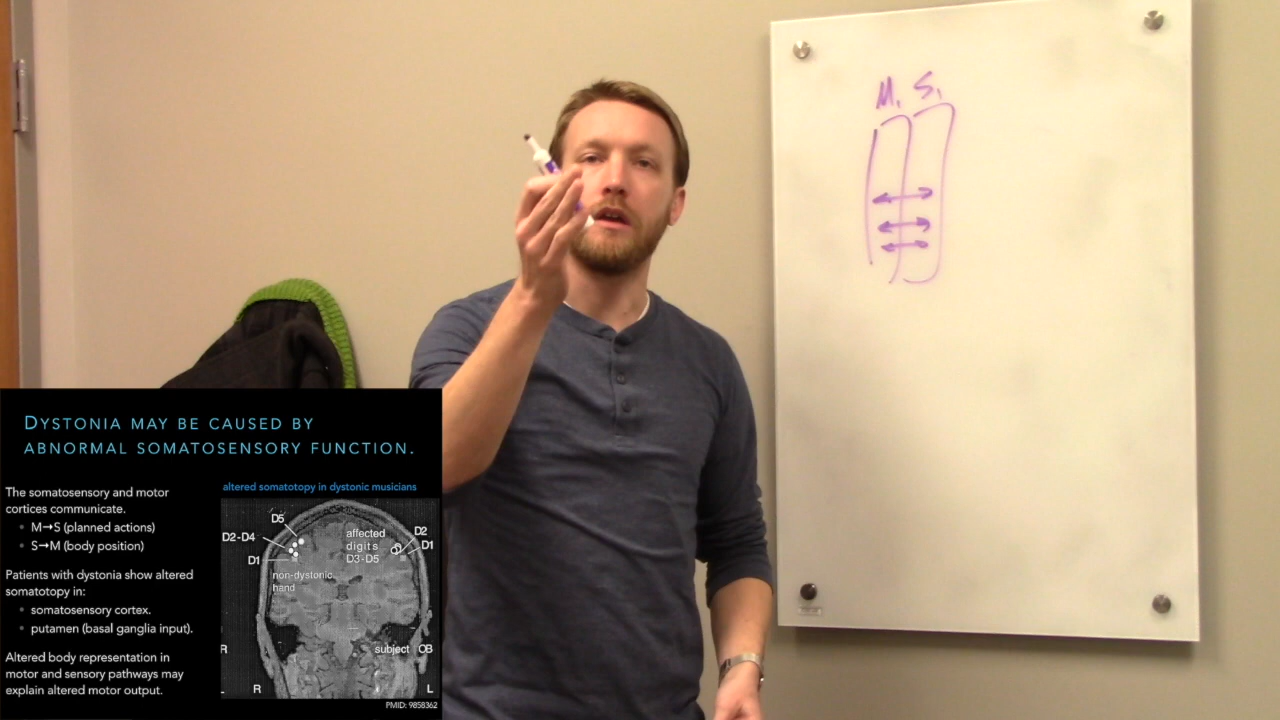 M₁ S₁
DYSTONIA MAY BE CAUSED BY
ABNORMAL SOMATOSENSORY FUNCTION.
The somatosensory and motor
cortices communicate.
• M→S (planned actions)
• S→M (body position)
Patients with dystonia show altered
somatotopy in:
• somatosensory cortex.
• putamen (basal ganglia input).
Altered body representation in
motor and sensory pathways may
explain altered motor output.
altered somatotopy in dystonic musicians
D5
D2-D4
D1
non-dystonic
hand
affected
digits
D3-D5
D2
D1
R
subject OB
R
L
PMID: 9858362